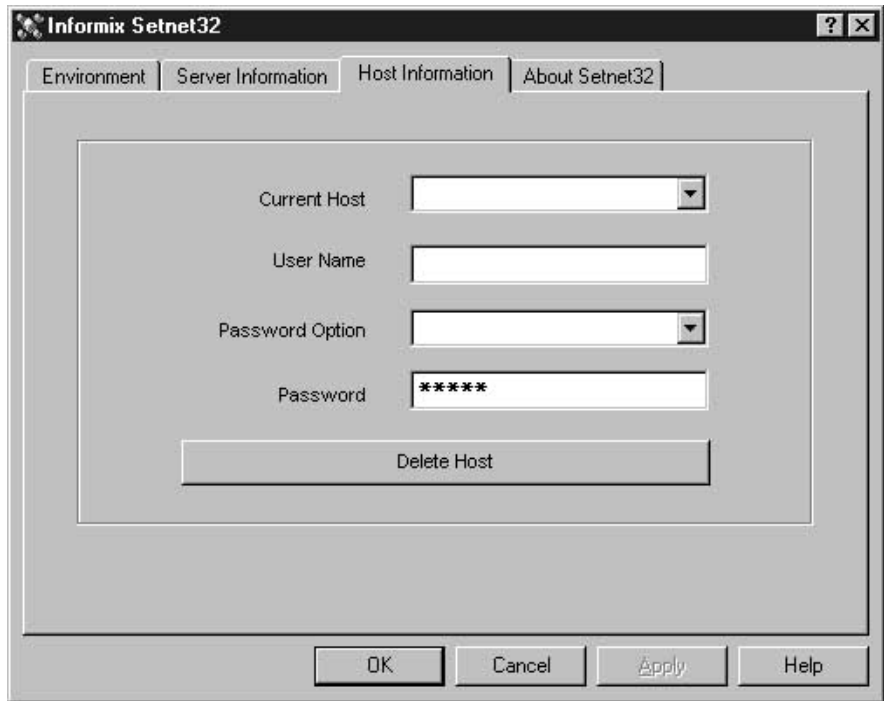 Informix Setnet32
Environment Server Information Host Information About Setnet32
Current Host
User Name
Password Option
Password *****
Delete Host
OK Cancel Apply Help